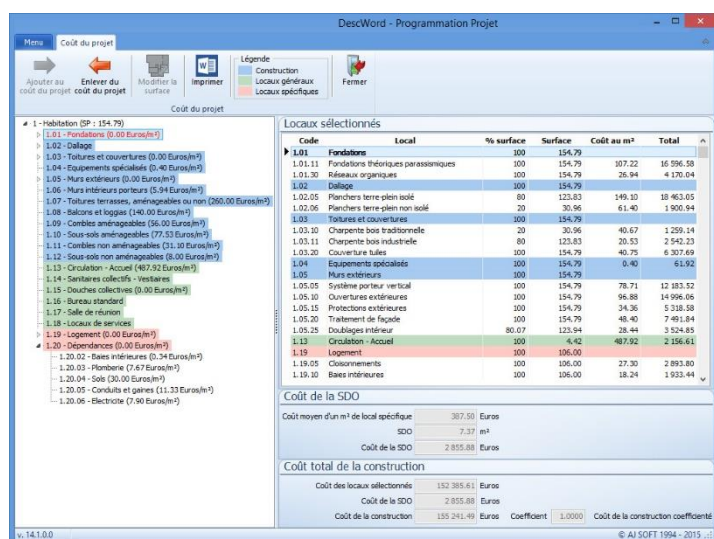 DescWord - Programmation Projet
Menu Coût du projet
Ajouter au coût du projet
Enlever du coût du projet
Modifier la surface
Imprimer
Légende
Construction
Locaux généraux
Locaux spécifiques
Fermer
Coût du projet
1 - Habitation (SP : 154.79)
1.01 - Fondations (0.00 Euros/m²)
1.02 - Dallage
1.03 - Toitures et couvertures (0.00 Euros/m²)
1.04 - Equipements spécialisés (0.40 Euros/m²)
1.05 - Murs extérieurs (0.00 Euros/m²)
1.06 - Murs intérieurs porteurs (5.94 Euros/m²)
1.07 - Toitures terrasses, aménageables ou non (260.00 Euros/m²)
1.08 - Balcons et loggias (140.00 Euros/m²)
1.09 - Combles aménageables (56.00 Euros/m²)
1.10 - Sous-sols aménageables (77.53 Euros/m²)
1.11 - Combles non aménageables (31.10 Euros/m²)
1.12 - Sous-sols non aménageables (8.00 Euros/m²)
1.13 - Circulation - Accueil (487.92 Euros/m²)
1.14 - Sanitaires collectifs - Vestiaires
1.15 - Douches collectives (0.00 Euros/m²)
1.16 - Bureau standard
1.17 - Salle de réunion
1.18 - Locaux de services
1.19 - Logement (0.00 Euros/m²)
1.20 - Dépendances (0.00 Euros/m²)
1.20.02 - Baies intérieures (0.34 Euros/m²)
1.20.03 - Plomberie (7.67 Euros/m²)
1.20.04 - Sols (30.00 Euros/m²)
1.20.05 - Conduits et gaines (11.33 Euros/m²)
1.20.06 - Electricite (7.90 Euros/m²)
Locaux sélectionnés
Code Local % surface Surface Coût au m² Total
1.01 Fondations 100 154.79
1.01.11 Fondations théoriques parassismiques 100 154.79 107.22 16 596.58
1.01.30 Réseaux organiques 100 154.79 26.94 4 170.04
1.02 Dallage 100 154.79
1.02.05 Planchers terre-plein isolé 80 123.83 149.10 18 463.05
1.02.06 Planchers terre-plein non isolé 20 30.96 61.40 1 900.94
1.03 Toitures et couvertures 100 154.79
1.03.10 Charpente bois traditionnelle 20 30.96 40.67 1 259.14
1.03.11 Charpente bois industrielle 80 123.83 20.53 2 542.23
1.03.20 Couverture tuiles 100 154.79 40.75 6 307.69
1.04 Equipements spécialisés 100 154.79 0.40 61.92
1.05 Murs extérieurs 100 154.79
1.05.05 Système porteur vertical 100 154.79 78.71 12 183.52
1.05.10 Ouvertures extérieures 100 154.79 96.88 14 996.06
1.05.15 Protections extérieures 100 154.79 34.36 5 318.58
1.05.20 Traitement de façade 100 154.79 48.40 7 491.84
1.05.25 Doublages intérieur 80.07 123.94 28.44 3 524.85
1.13 Circulation - Accueil 100 4.42 487.92 2 156.61
1.19 Logement 100 106.00
1.19.05 Cloisonnements 100 106.00 27.30 2 893.80
1.19.10 Baies intérieures 100 106.00 18.24 1 933.44
Coût de la SDO
Coût moyen d'un m² de local spécifique 387.50 Euros
SDO 7.37 m²
Coût de la SDO 2 855.88 Euros
Coût total de la construction
Coût des locaux sélectionnés 152 385.61 Euros
Coût de la SDO 2 855.88 Euros
Coût de la construction 155 241.49 Euros Coefficient 1.0000 Coût de la construction coefficienté
v. 14.1.0.0 © AJ SOFT 1994 - 2015